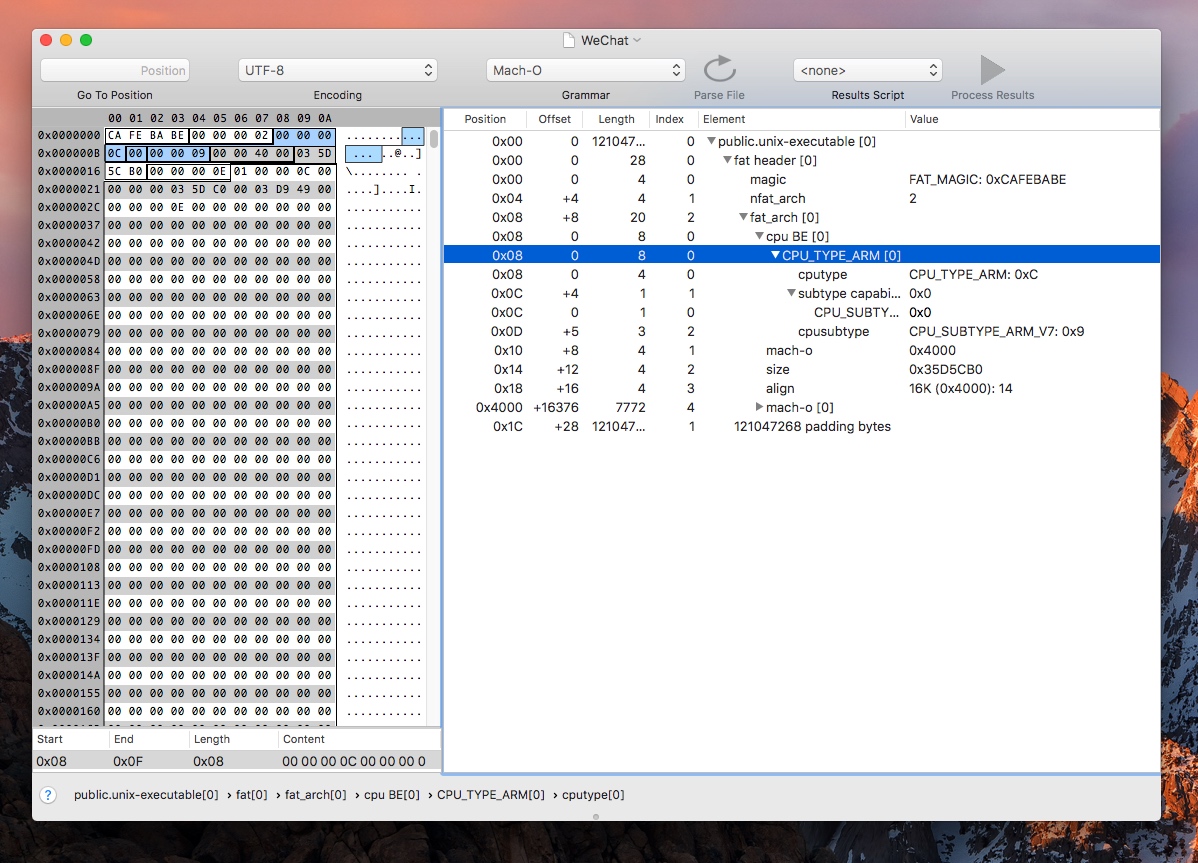 WeChat
Position UTF-8 Mach-O <none>
Go To Position Encoding Grammar Parse File Results Script Process Results
00 01 02 03 04 05 06 07 08 09 0A
0x0000000 CA FE BA BE 00 00 00 02 00 00 00 ...........
0x000000B 0C 00 00 00 09 00 00 40 00 03 5D ... ..@..]
0x0000016 5C B0 00 00 00 0E 01 00 00 0C 00 \........ .
0x0000021 00 00 00 03 5D C0 00 03 D9 49 00 ....]....I.
0x000002C 00 00 00 0E 00 00 00 00 00 00 00 ...........
0x0000037 00 00 00 00 00 00 00 00 00 00 00 ...........
0x0000042 00 00 00 00 00 00 00 00 00 00 00 ...........
0x000004D 00 00 00 00 00 00 00 00 00 00 00 ...........
0x0000058 00 00 00 00 00 00 00 00 00 00 00 ...........
0x0000063 00 00 00 00 00 00 00 00 00 00 00 ...........
0x000006E 00 00 00 00 00 00 00 00 00 00 00 ...........
0x0000079 00 00 00 00 00 00 00 00 00 00 00 ...........
0x0000084 00 00 00 00 00 00 00 00 00 00 00 ...........
0x000008F 00 00 00 00 00 00 00 00 00 00 00 ...........
0x000009A 00 00 00 00 00 00 00 00 00 00 00 ...........
0x00000A5 00 00 00 00 00 00 00 00 00 00 00 ...........
0x00000B0 00 00 00 00 00 00 00 00 00 00 00 ...........
0x00000BB 00 00 00 00 00 00 00 00 00 00 00 ...........
0x00000C6 00 00 00 00 00 00 00 00 00 00 00 ...........
0x00000D1 00 00 00 00 00 00 00 00 00 00 00 ...........
0x00000DC 00 00 00 00 00 00 00 00 00 00 00 ...........
0x00000E7 00 00 00 00 00 00 00 00 00 00 00 ...........
0x00000F2 00 00 00 00 00 00 00 00 00 00 00 ...........
0x00000FD 00 00 00 00 00 00 00 00 00 00 00 ...........
0x0000108 00 00 00 00 00 00 00 00 00 00 00 ...........
0x0000113 00 00 00 00 00 00 00 00 00 00 00 ...........
0x000011E 00 00 00 00 00 00 00 00 00 00 00 ...........
0x0000129 00 00 00 00 00 00 00 00 00 00 00 ...........
0x0000134 00 00 00 00 00 00 00 00 00 00 00 ...........
0x000013F 00 00 00 00 00 00 00 00 00 00 00 ...........
0x000014A 00 00 00 00 00 00 00 00 00 00 00 ...........
0x0000155 00 00 00 00 00 00 00 00 00 00 00 ...........
0x0000160 00 00 00 00 00 00 00 00 00 00 00 ...........
Start End Length Content
0x08 0x0F 0x08 00 00 00 0C 00 00 00 0
Position Offset Length Index Element Value
0x00 0 121047... 0 public.unix-executable [0]
0x00 0 28 0 fat header [0]
0x00 0 4 0 magic FAT_MAGIC: 0xCAFEBABE
0x04 +4 4 1 nfat_arch 2
0x08 +8 20 2 fat_arch [0]
0x08 0 8 0 cpu BE [0]
0x08 0 8 0 CPU_TYPE_ARM [0]
0x08 0 4 0 cputype CPU_TYPE_ARM: 0xC
0x0C +4 1 1 subtype capabi... 0x0
0x0C 0 1 0 CPU_SUBTY... 0x0
0x0D +5 3 2 cpusubtype CPU_SUBTYPE_ARM_V7: 0x9
0x10 +8 4 1 mach-o 0x4000
0x14 +12 4 2 size 0x35D5CB0
0x18 +16 4 3 align 16K (0x4000): 14
0x4000 +16376 7772 4 mach-o [0]
0x1C +28 121047... 1 121047268 padding bytes
? public.unix-executable[0] › fat[0] › fat_arch[0] › cpu BE[0] › CPU_TYPE_ARM[0] › cputype[0]